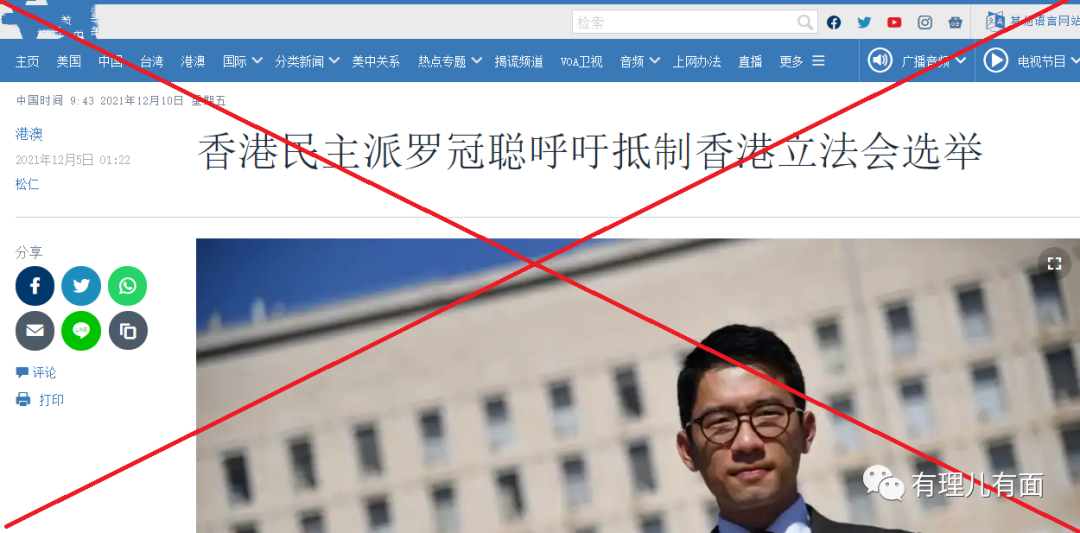 美
检索
其他语言网站
主页 美国 中国 台湾 港澳 国际 分类新闻 美中关系 热点专题 揭谎频道 VOA卫视 音频 上网办法 直播 更多 广播音频 电视节目
中国时间 9:43 2021年12月10日 星期五
港澳
香港民主派罗冠聪呼吁抵制香港立法会选举
2021年12月5日 01:22
松仁
分享
LINE
评论
打印
有理儿有面